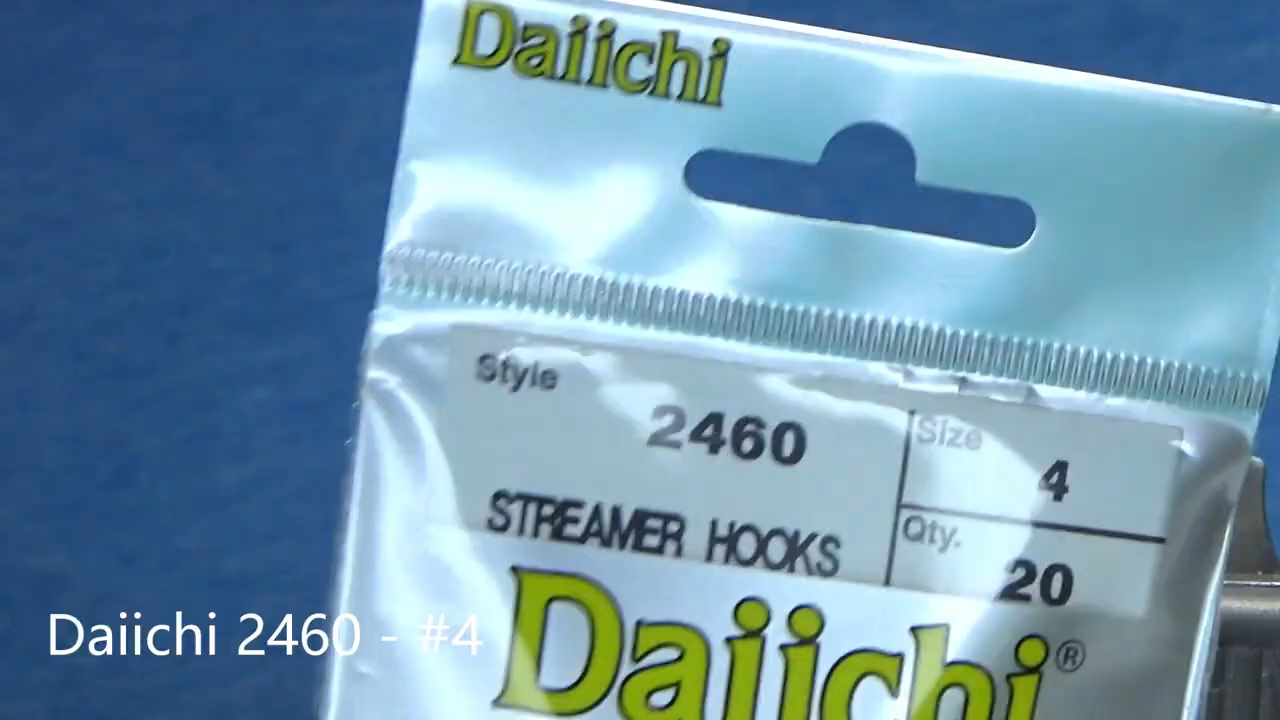 Daiichi
Style
2460
Size
4
STREAMER HOOKS
Qty.
20
Daiichi®
Daiichi 2460 - #4